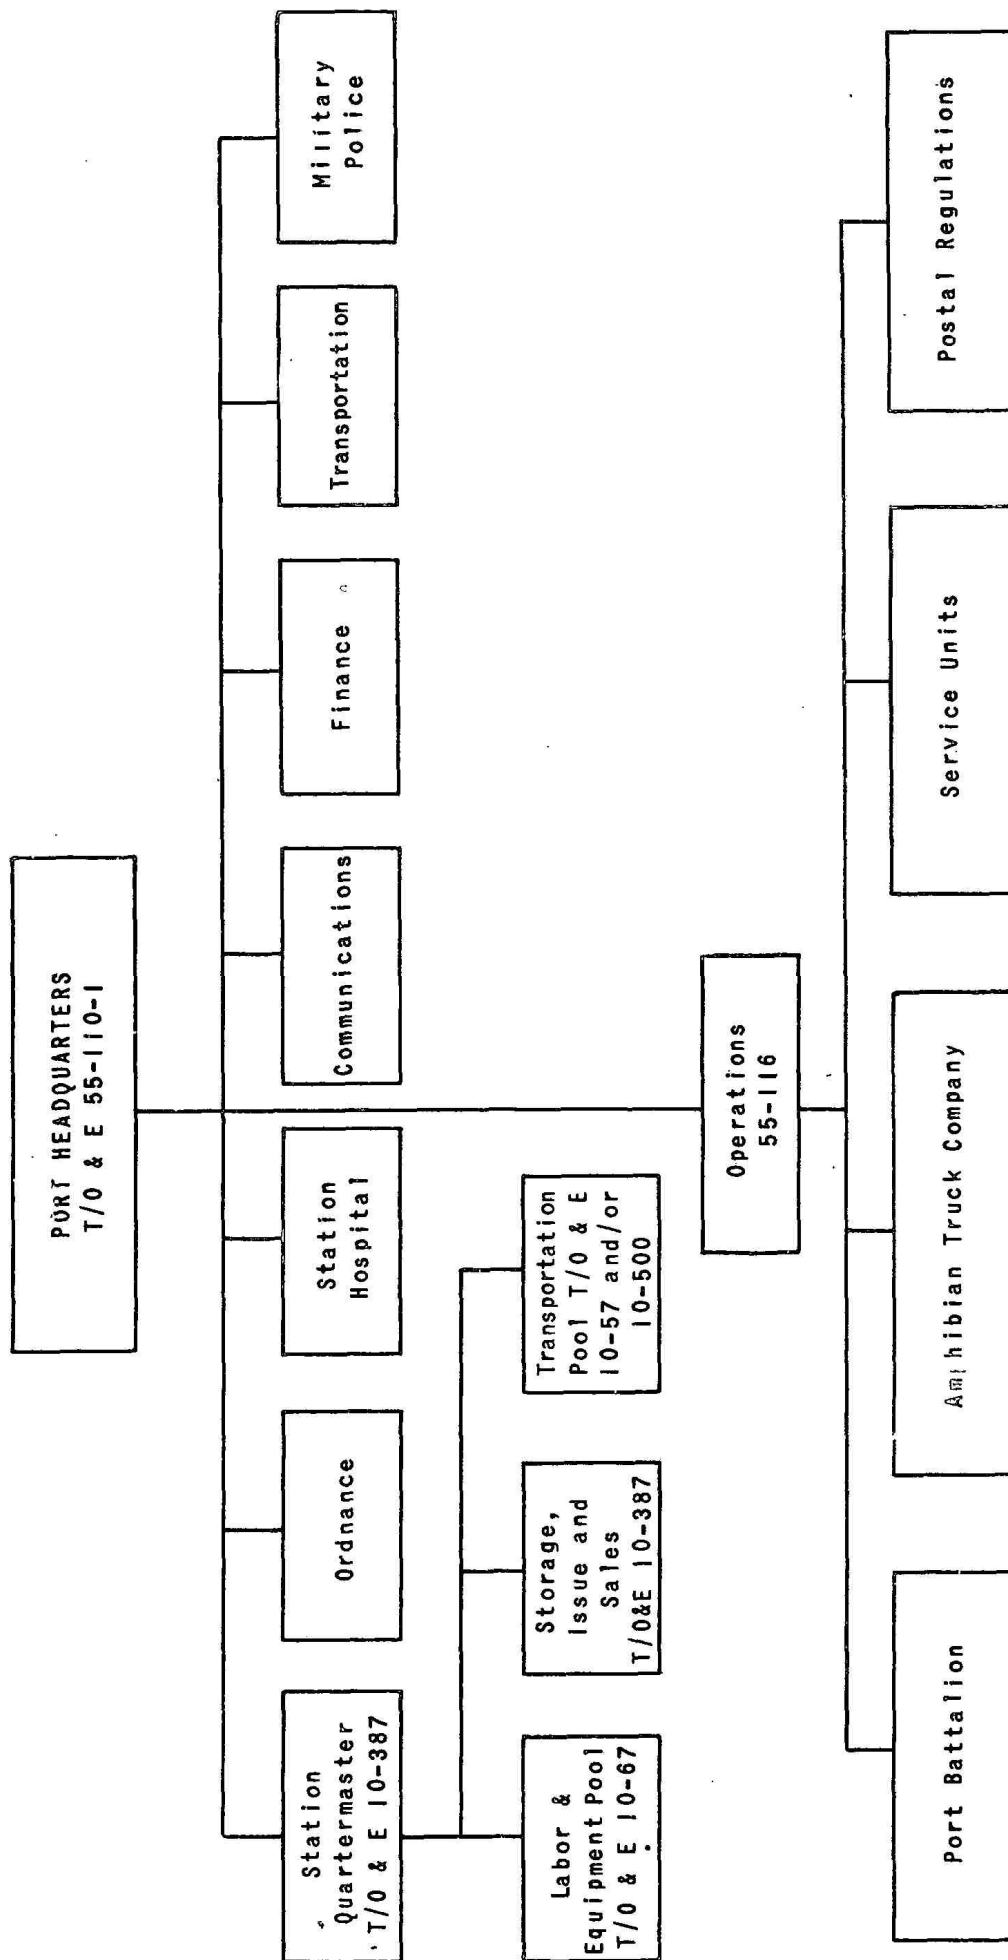 PORT HEADQUARTERS
T/O & E 55-110-1
Station
Quartermaster
T/O & E 10-387
Ordnance
Station
Hospital
Communications
Finance
Transportation
Military
Police
Labor &
Equipment Pool
T/O & E 10-67
Storage,
Issue and
Sales
T/O&E 10-387
Transportation
Pool T/O & E
10-57 and/or
10-500
Operations
55-116
Port Battalion
Amphibian Truck Company
Service Units
Postal Regulations